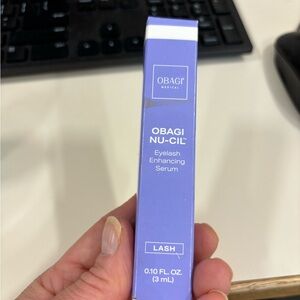 OBAGI®
MEDICAL
OBAGI
NU-CIL™
Eyelash
Enhancing
Serum
LASH
0.10 FL. OZ.
(3 mL)